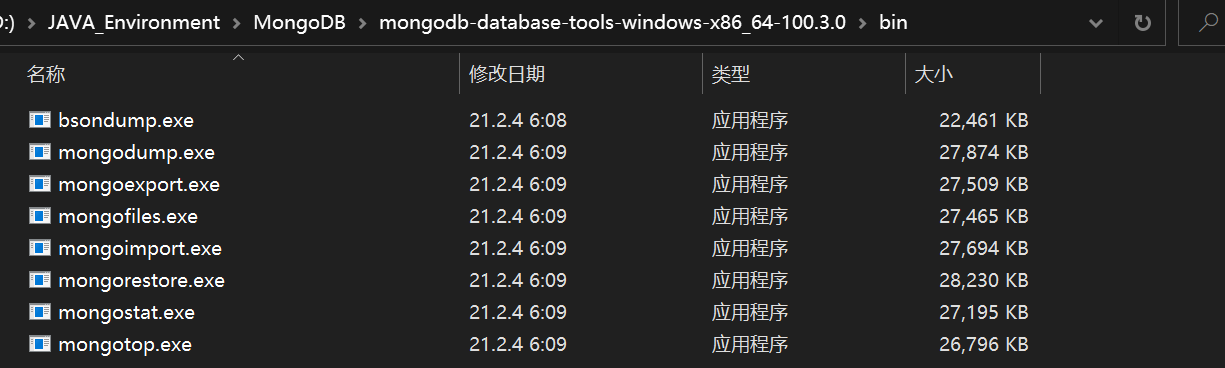 :) JAVA_Environment MongoDB mongodb-database-tools-windows-x86_64-100.3.0 bin
名称 修改日期 类型 大小
bsondump.exe 21.2.4 6:08 应用程序 22,461 KB
mongodump.exe 21.2.4 6:09 应用程序 27,874 KB
mongoexport.exe 21.2.4 6:09 应用程序 27,509 KB
mongofiles.exe 21.2.4 6:09 应用程序 27,465 KB
mongoimport.exe 21.2.4 6:09 应用程序 27,694 KB
mongorestore.exe 21.2.4 6:09 应用程序 28,230 KB
mongostat.exe 21.2.4 6:09 应用程序 27,195 KB
mongotop.exe 21.2.4 6:09 应用程序 26,796 KB